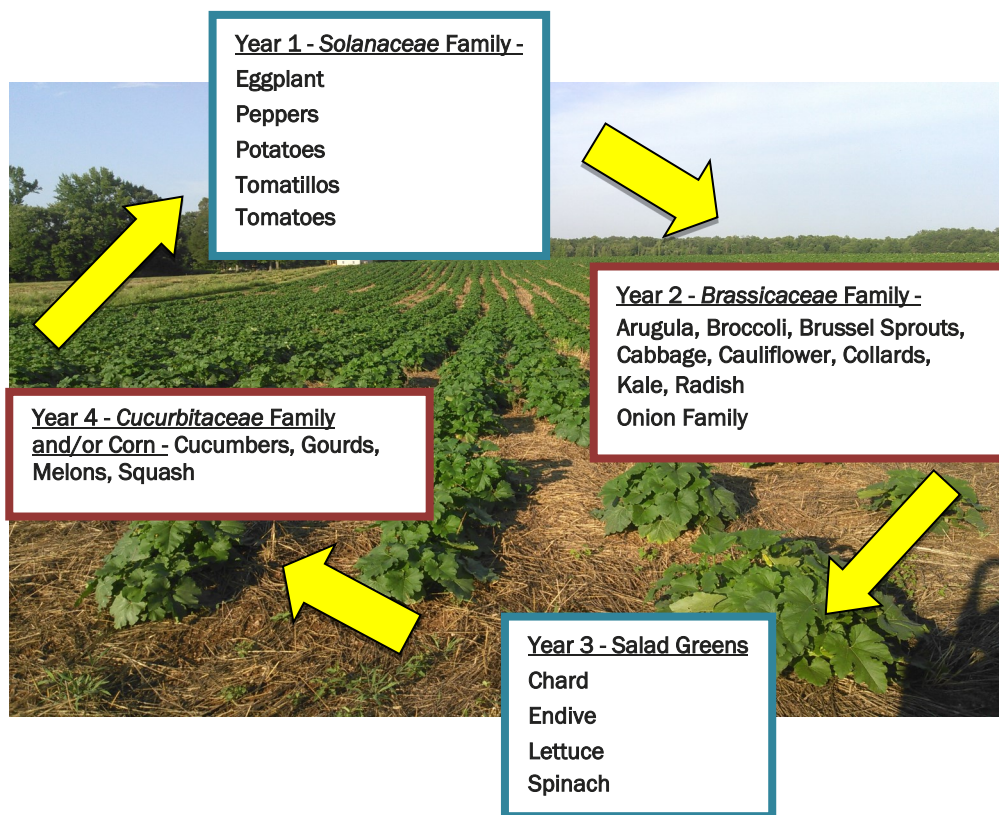 Year 1 - Solanaceae Family -
Eggplant
Peppers
Potatoes
Tomatillos
Tomatoes
Year 2 - Brassicaceae Family -
Arugula, Broccoli, Brussel Sprouts,
Cabbage, Cauliflower, Collards,
Kale, Radish
Onion Family
Year 3 - Salad Greens
Chard
Endive
Lettuce
Spinach
Year 4 - Cucurbitaceae Family
and/or Corn - Cucumbers, Gourds,
Melons, Squash